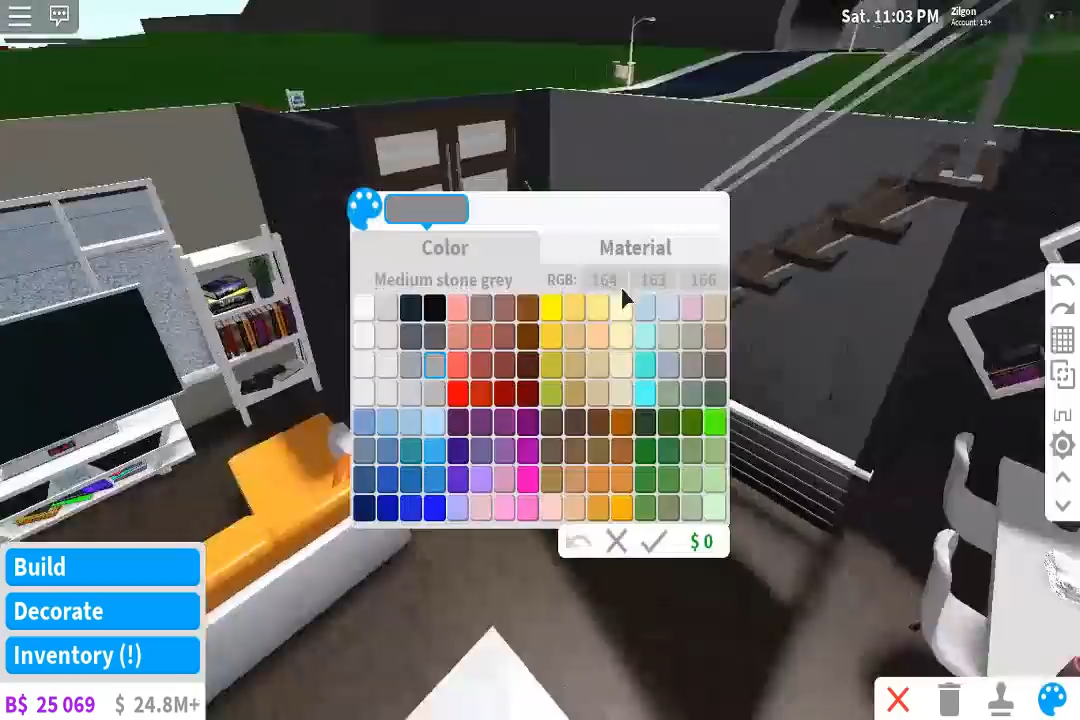 Sat. 11:03 PM
Zilgon
Account: 13+
Color
Material
Medium stone grey
RGB: 164 163 166
$ 0
Build
Decorate
Inventory (!)
B$ 25 069 $ 24.8M+